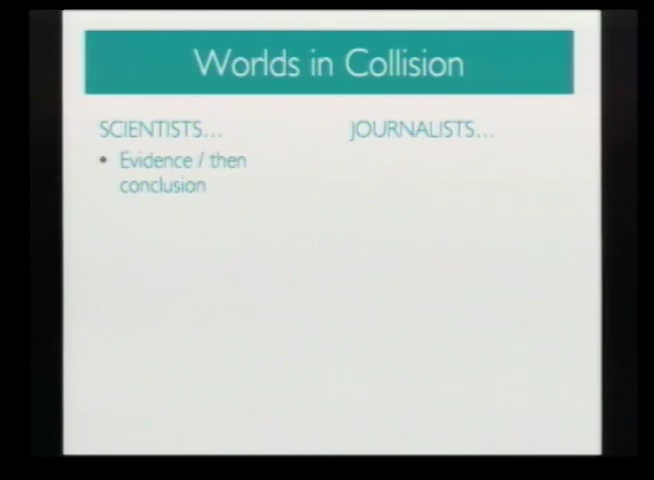 Worlds in Collision
SCIENTISTS...
JOURNALISTS...
• Evidence / then
conclusion